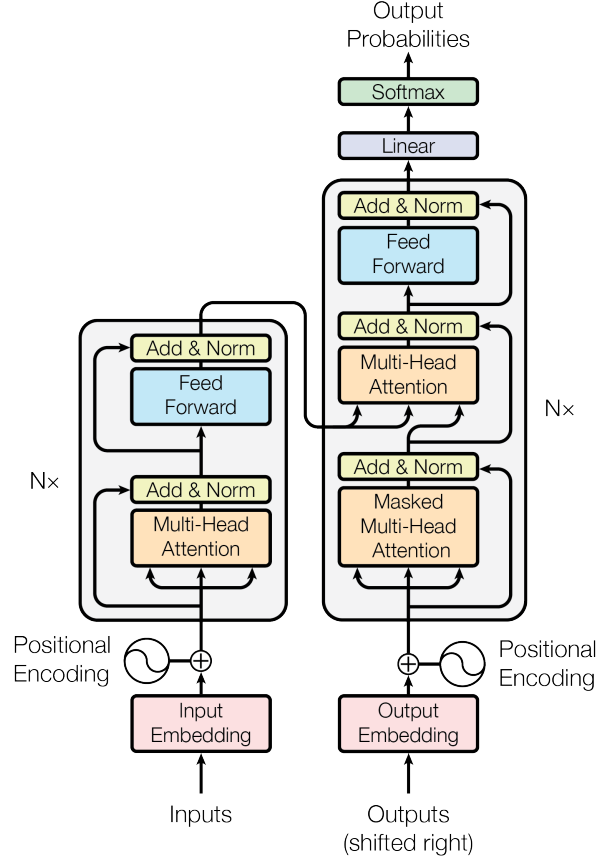 Output
Probabilities
Softmax
Linear
Add & Norm
Feed
Forward
Add & Norm
Multi-Head
Attention
Add & Norm
Masked
Multi-Head
Attention
N×
Add & Norm
Feed
Forward
Add & Norm
Multi-Head
Attention
N×
Positional
Encoding
Positional
Encoding
Input
Embedding
Output
Embedding
Inputs
Outputs
(shifted right)